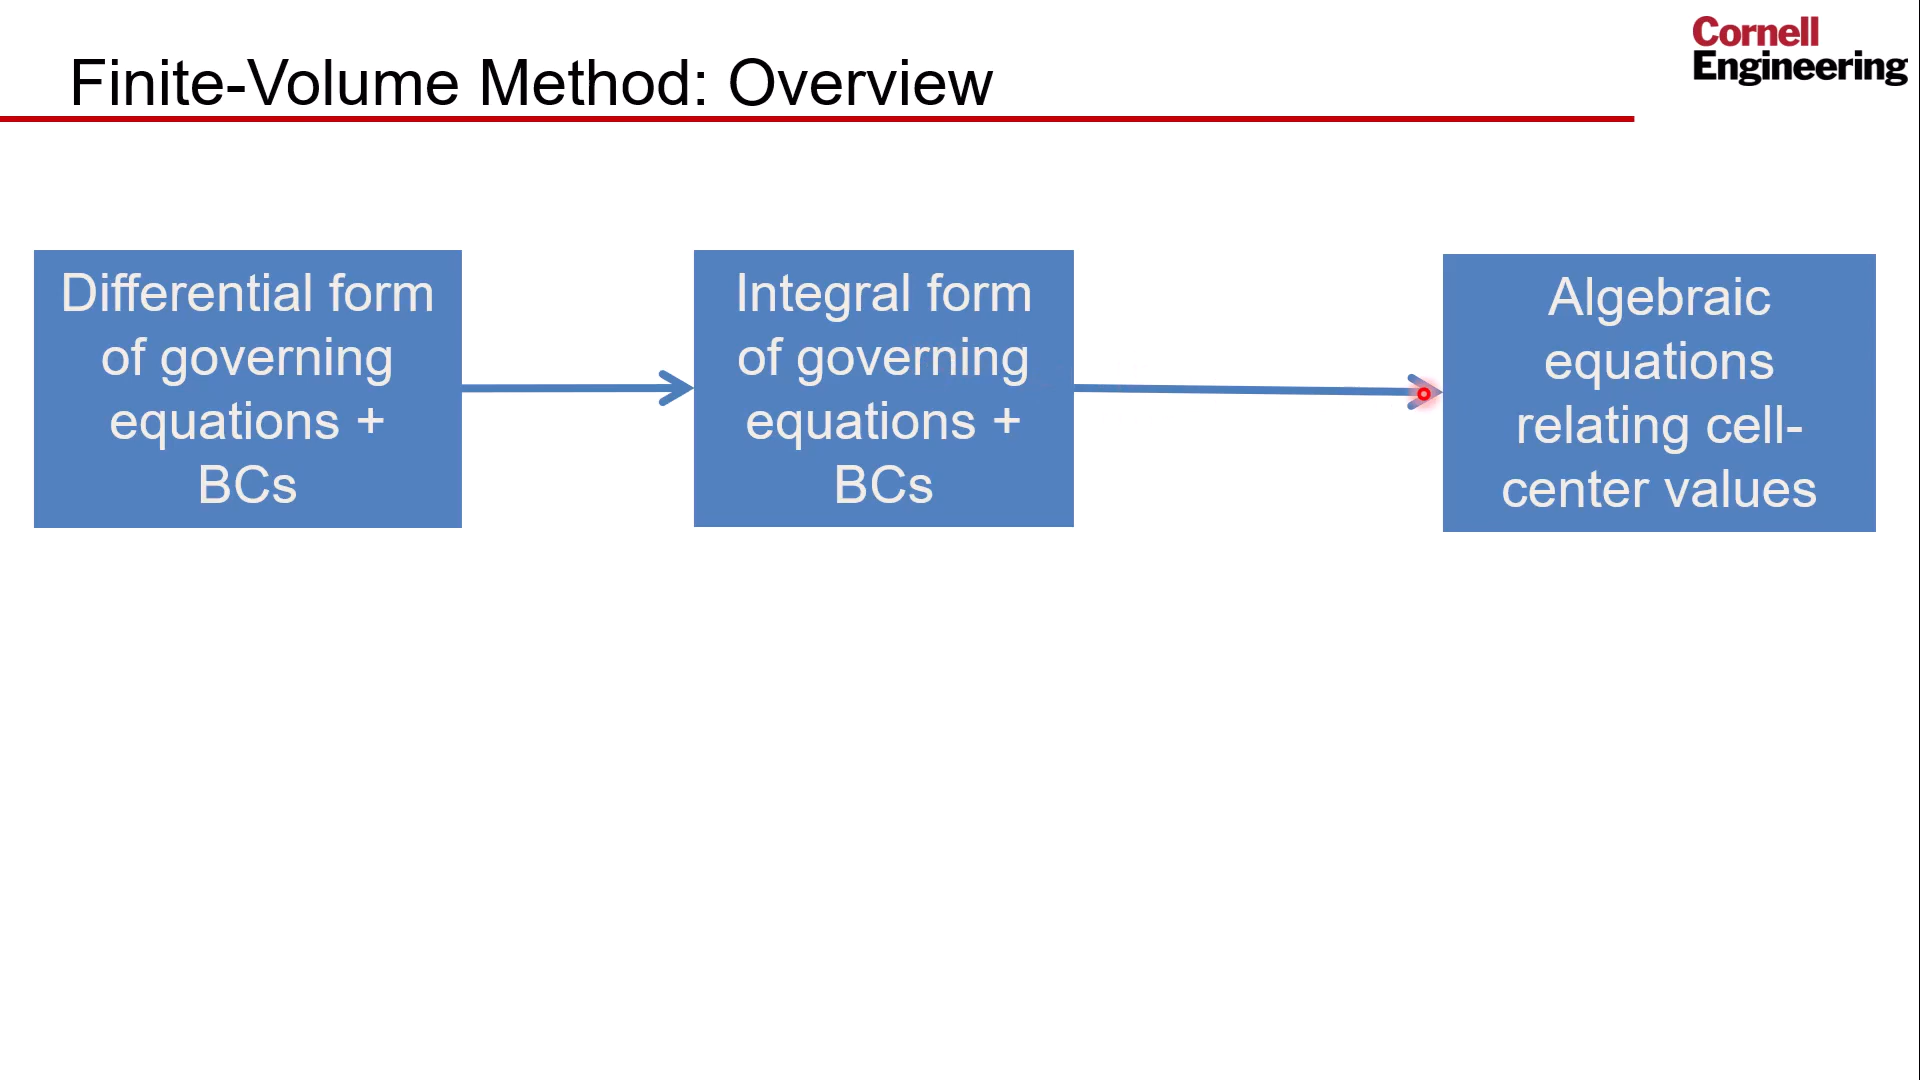 Cornell
Engineering
Finite-Volume Method: Overview
Differential form
of governing
equations +
BCs
Integral form
of governing
equations +
BCs
Algebraic
equations
relating cell-
center values